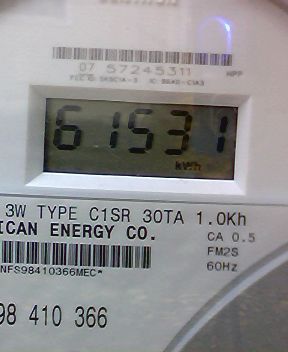 07 57245311 HPP
61531
kWh
3W TYPE C1SR 30TA 1.0Kh
ICAN ENERGY CO. CA 0.5
FM2S
NFS98410366MEC* 60Hz
98 410 366